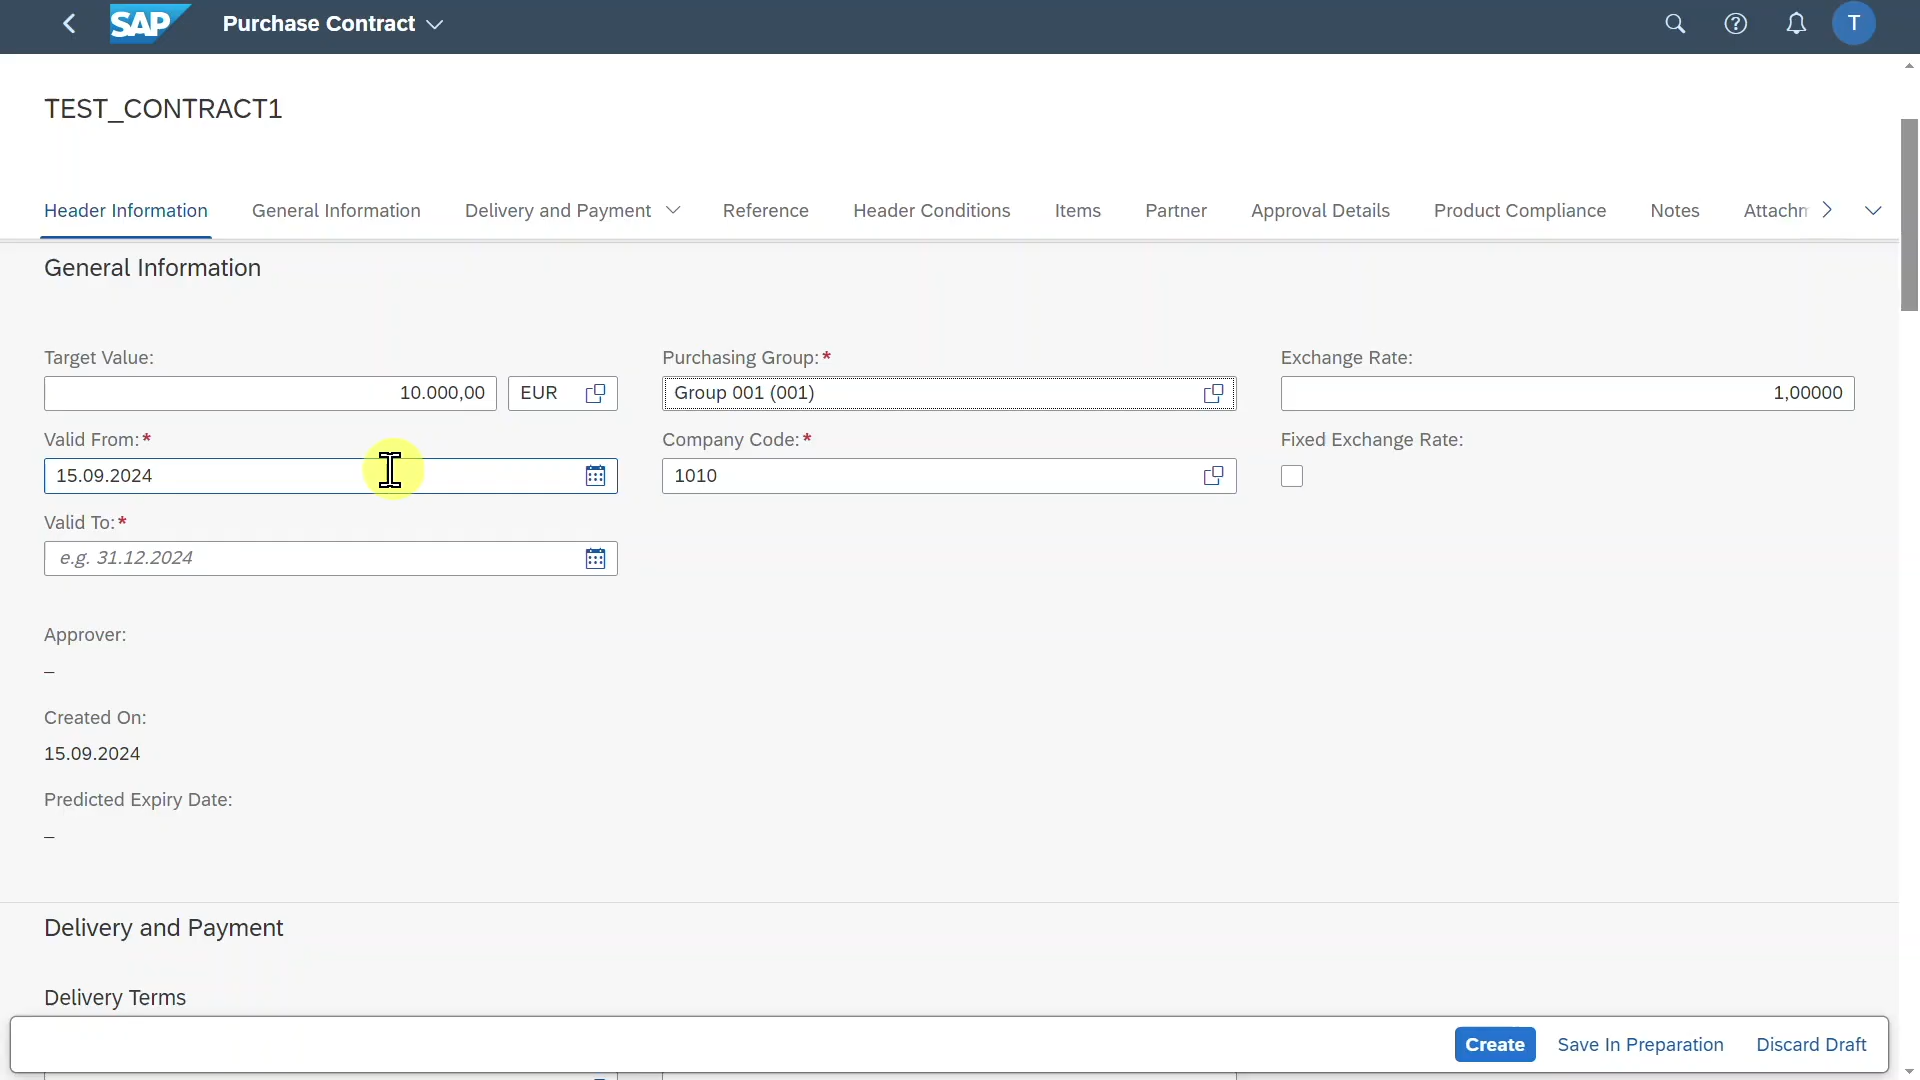 SAP Purchase Contract T
TEST_CONTRACT1
Header Information General Information Delivery and Payment Reference Header Conditions Items Partner Approval Details Product Compliance Notes Attachm
General Information
Target Value: Purchasing Group:* Exchange Rate:
10.000,00 EUR Group 001 (001) 1,00000
Valid From:* Company Code:* Fixed Exchange Rate:
15.09.2024 1010
Valid To:*
e.g. 31.12.2024
Approver:
–
Created On:
15.09.2024
Predicted Expiry Date:
–
Delivery and Payment
Delivery Terms
Create Save In Preparation Discard Draft